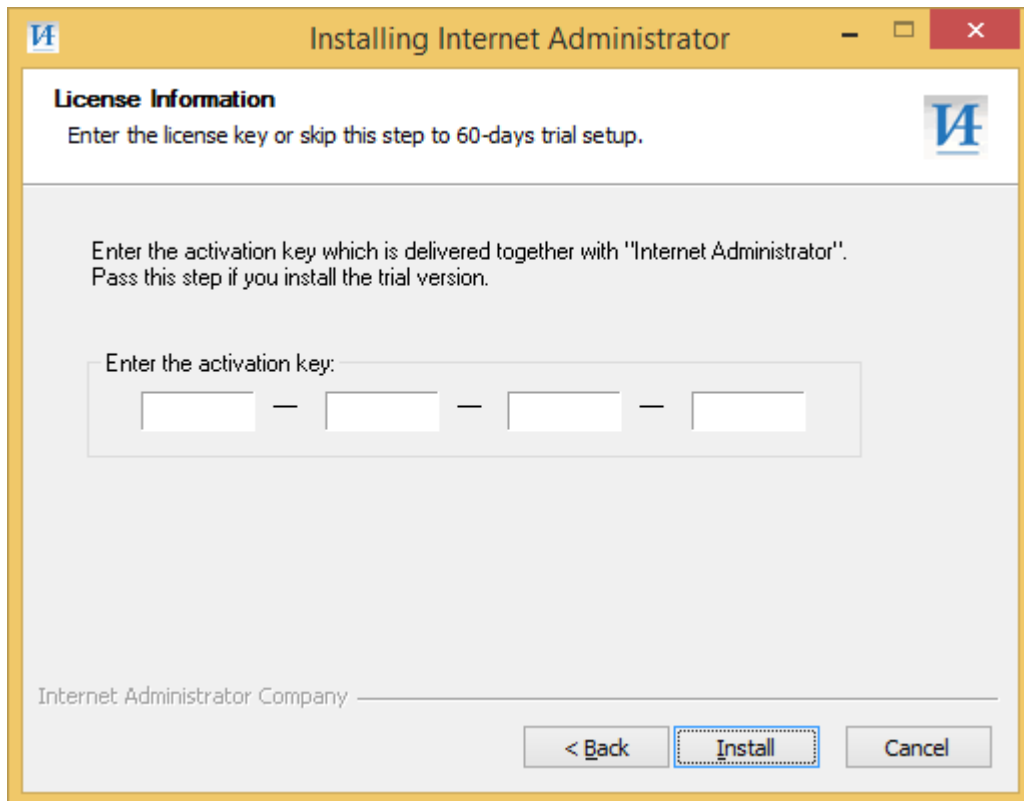 Installing Internet Administrator
License Information
Enter the license key or skip this step to 60-days trial setup.
Enter the activation key which is delivered together with "Internet Administrator".
Pass this step if you install the trial version.
Enter the activation key:
Internet Administrator Company
< Back Install Cancel